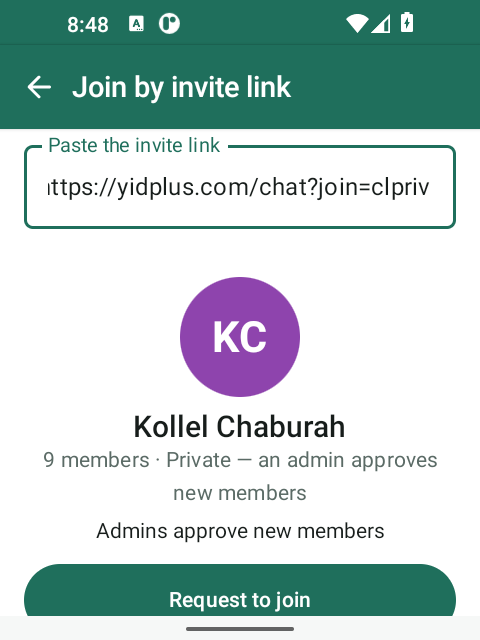 8:48
A
Join by invite link
Paste the invite link
ttps://yidplus.com/chat?join=clpriv
KC
Kollel Chaburah
9 members · Private — an admin approves
new members
Admins approve new members
Request to join